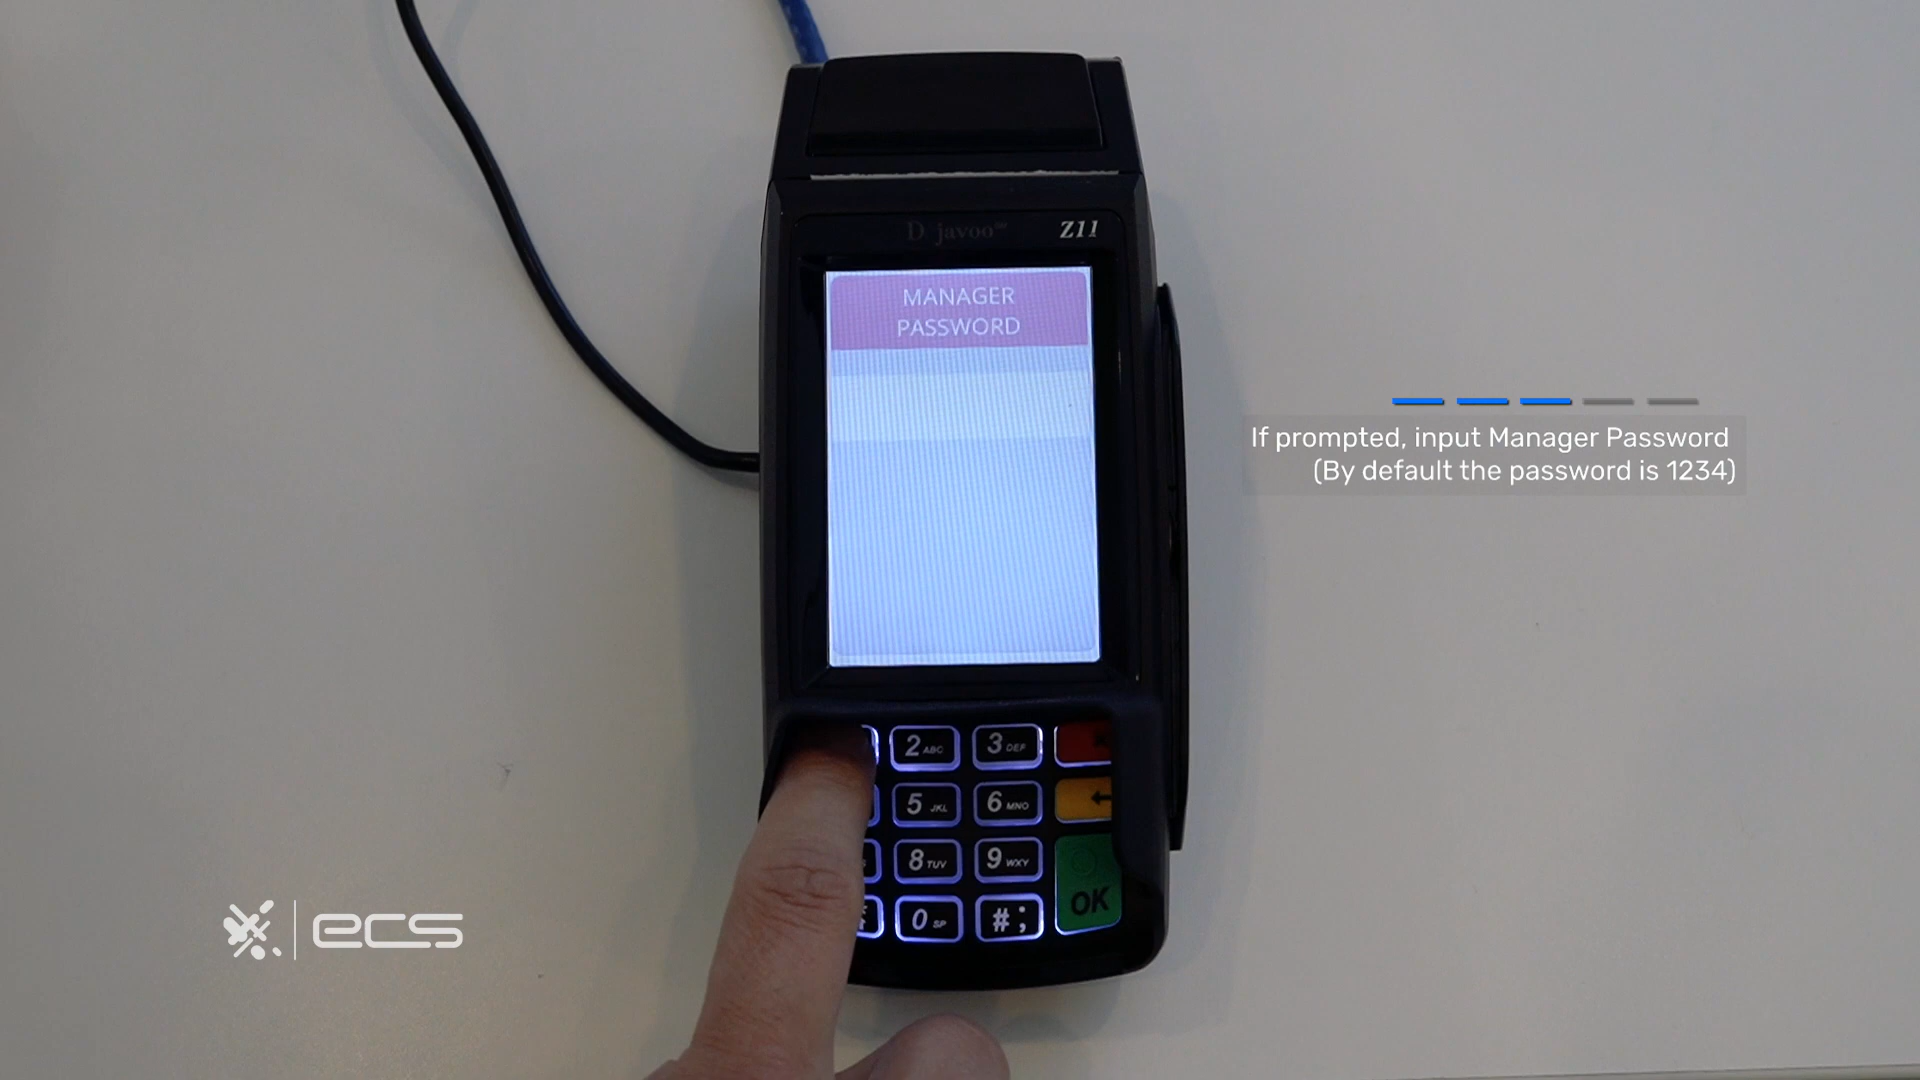 D javoo Z11
MANAGER
PASSWORD
If prompted, input Manager Password
(By default the password is 1234)
2 ABC 3 DEF
5 JKL 6 MNO
8 TUV 9 WXY
OK
0 SP # ;
ecs